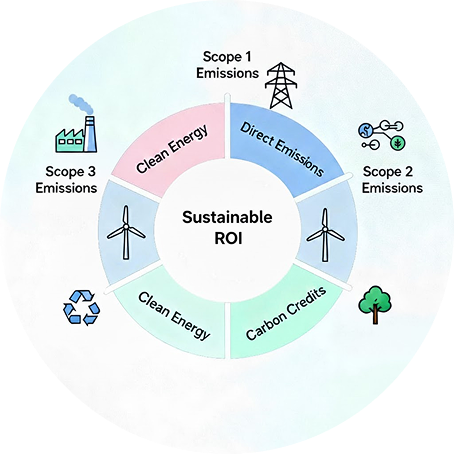 Scope 1
Emissions
Clean Energy
Direct Emissions
Scope 3
Emissions
Scope 2
Emissions
Sustainable
ROI
Clean Energy
Carbon Credits